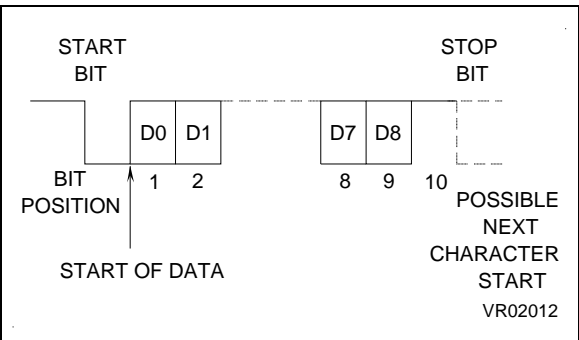 START
BIT
STOP
BIT
D0 D1 D7 D8
BIT
POSITION
1 2 8 9 10
POSSIBLE
NEXT
CHARACTER
START
START OF DATA
VR02012